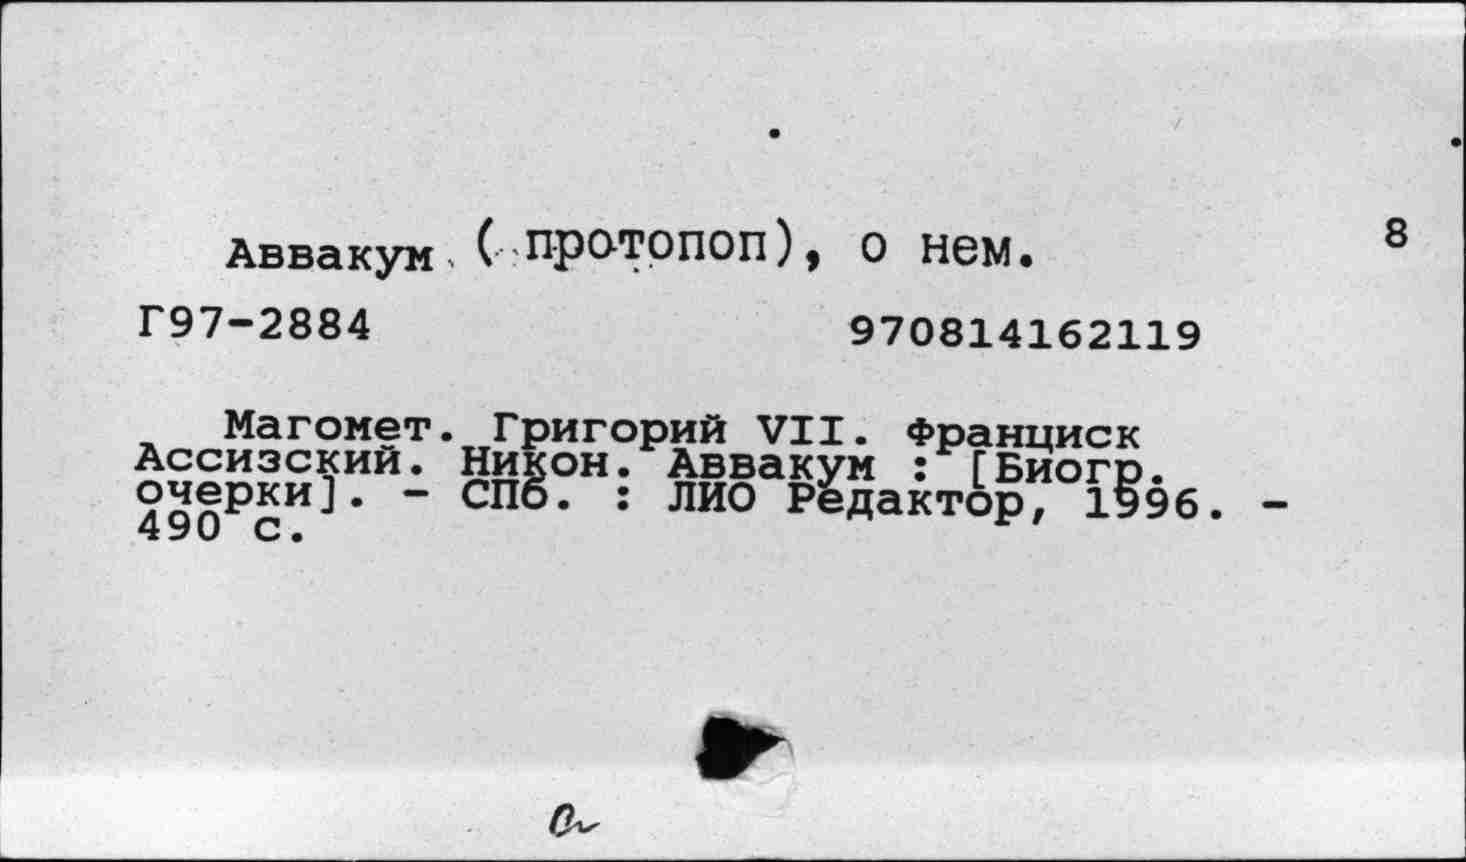 Аввакум (протопоп), о нем. 8
Г97-2884 970814162119
Магомет. Григорий VII. Франциск
Ассизский. Никон. Аввакум : [Биогр.
очерки]. - СПб. : ЛИО Редактор, 1996. -
490 с.